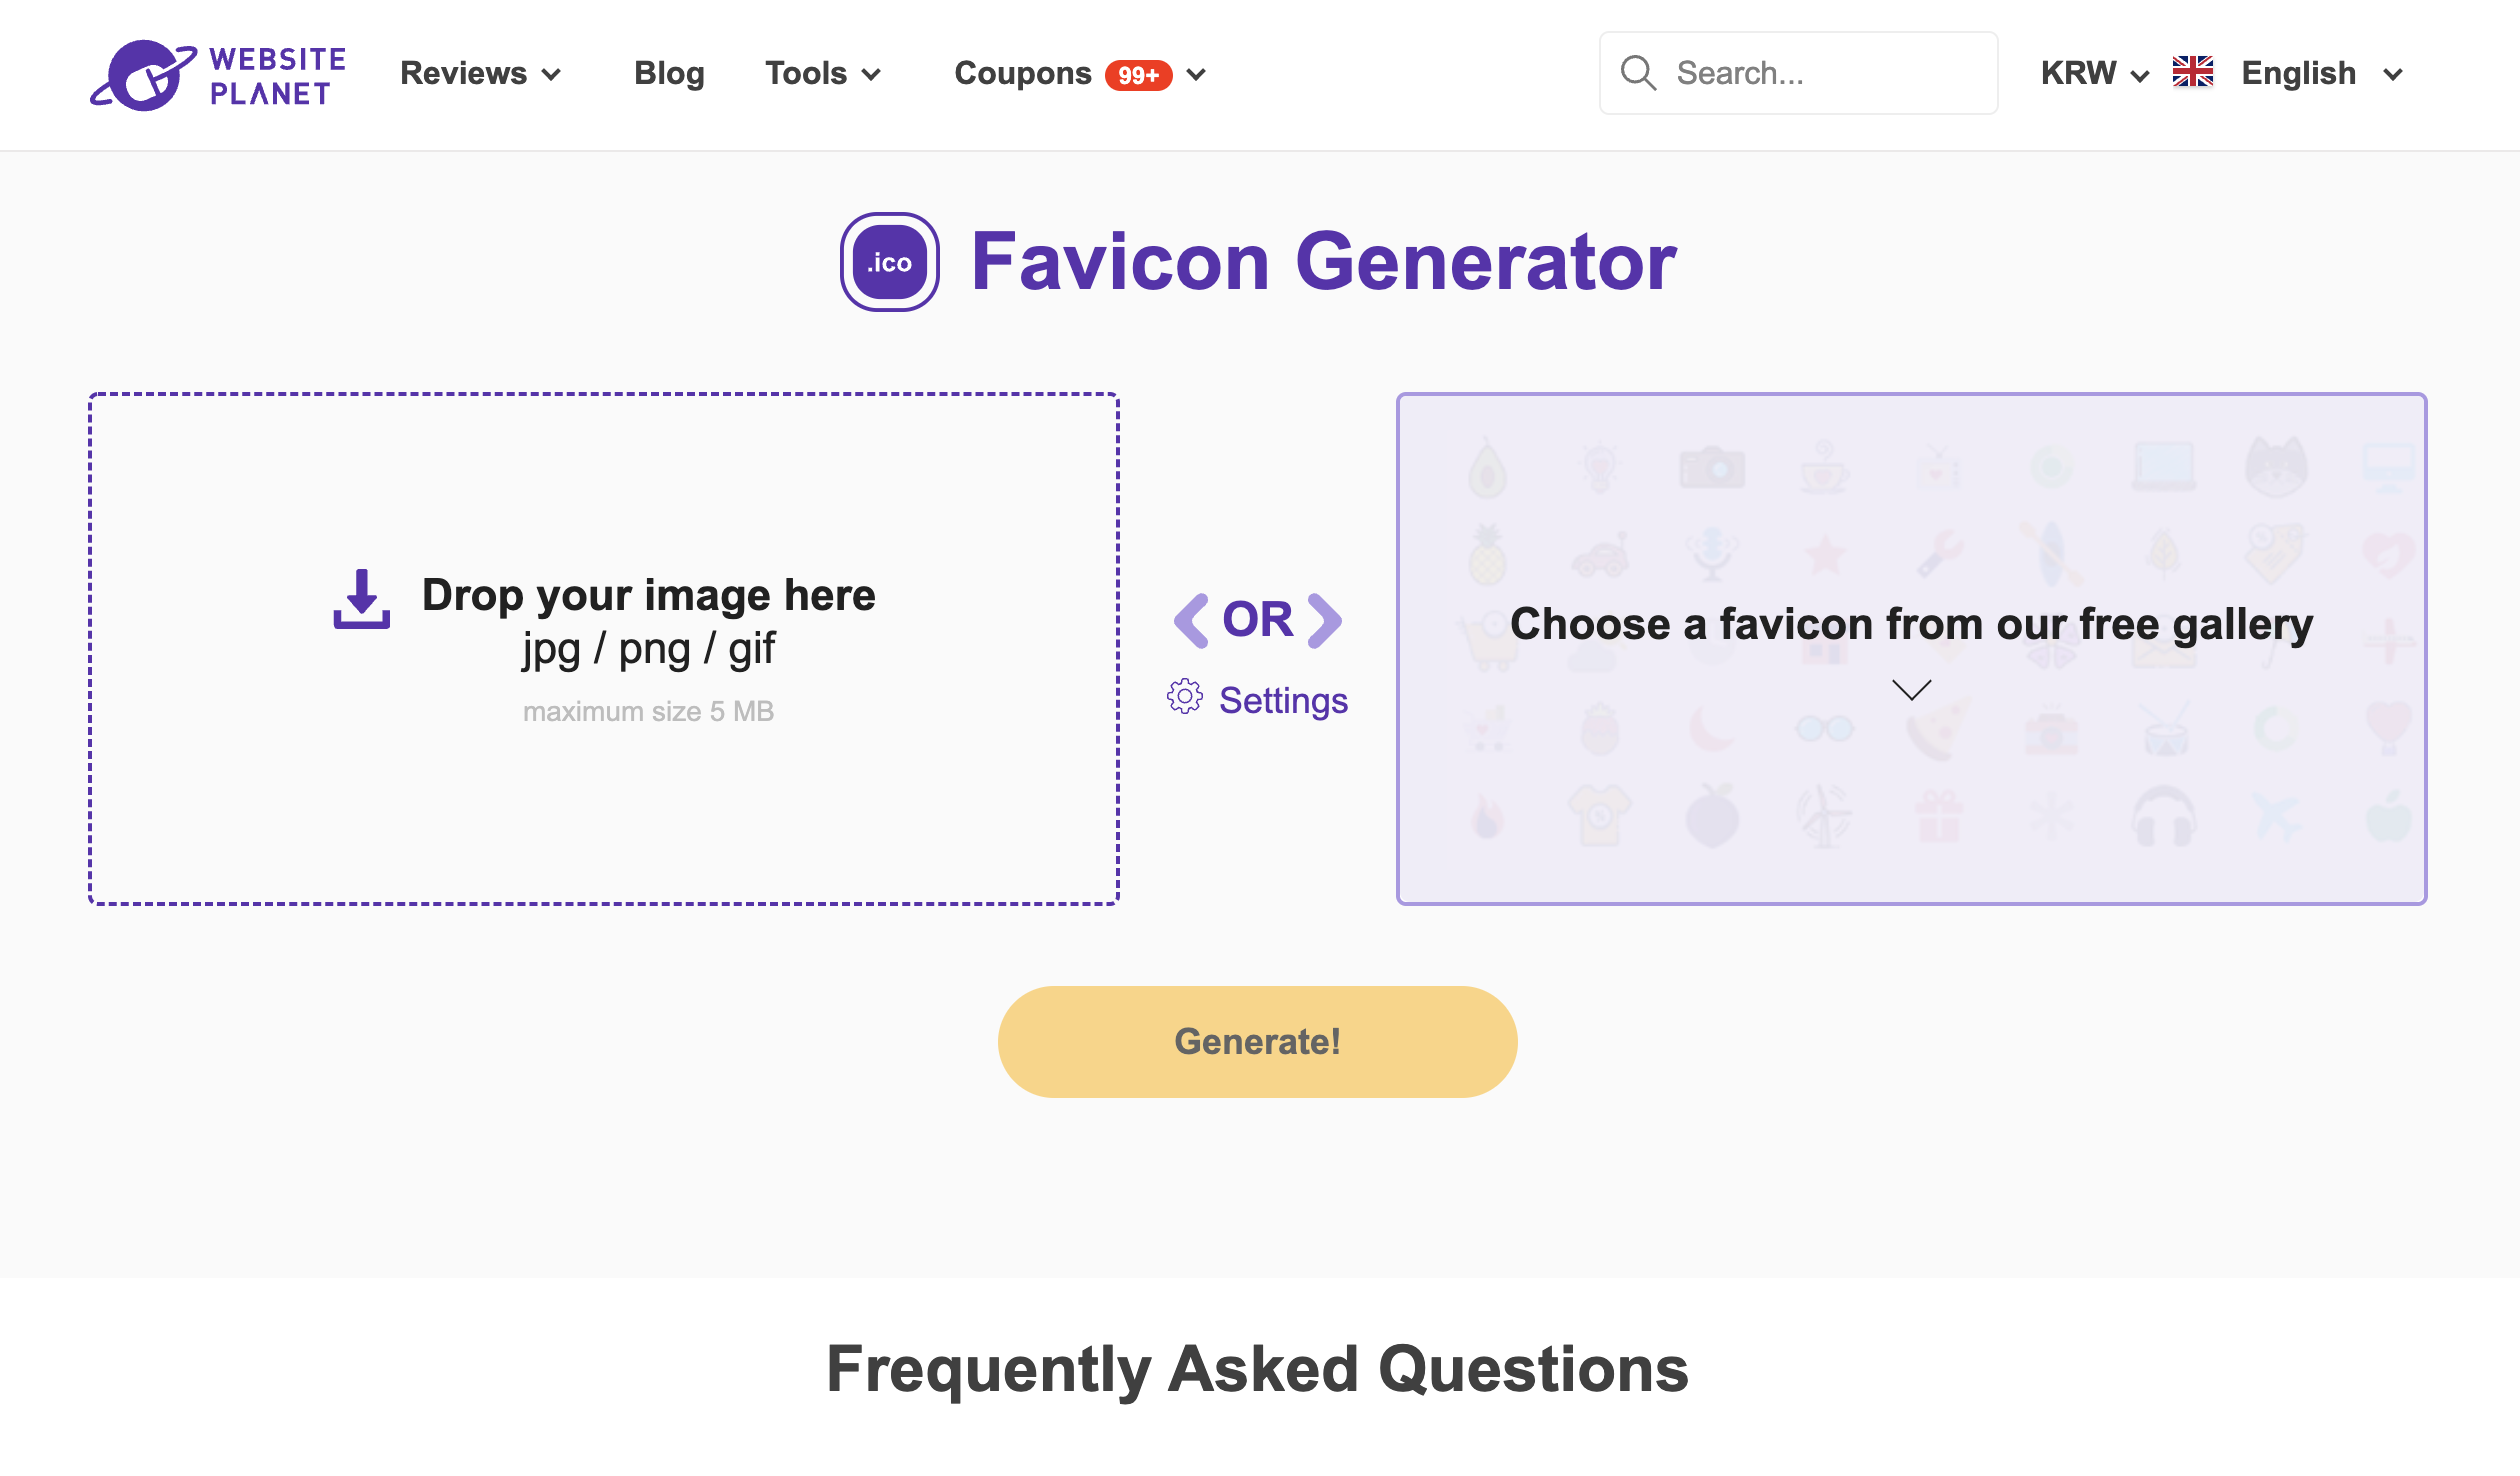 WEBSITE
PLANET
Reviews
Blog
Tools
Coupons 99+
Search...
KRW
English
.ico
Favicon Generator
Drop your image here
jpg / png / gif
maximum size 5 MB
OR
Settings
Choose a favicon from our free gallery
Generate!
Frequently Asked Questions